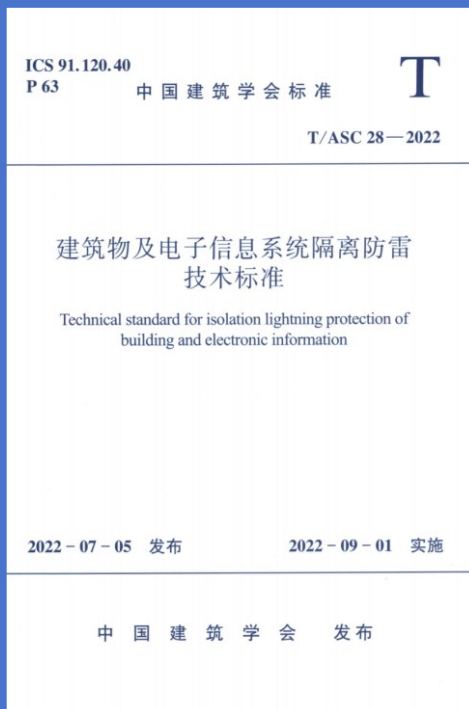 ICS 91.120.40
P 63
中国建筑学会标准
T
T/ASC 28—2022
建筑物及电子信息系统隔离防雷
技术标准
Technical standard for isolation lightning protection of
building and electronic information
2022-07-05 发布
2022-09-01 实施
中国建筑学会 发布